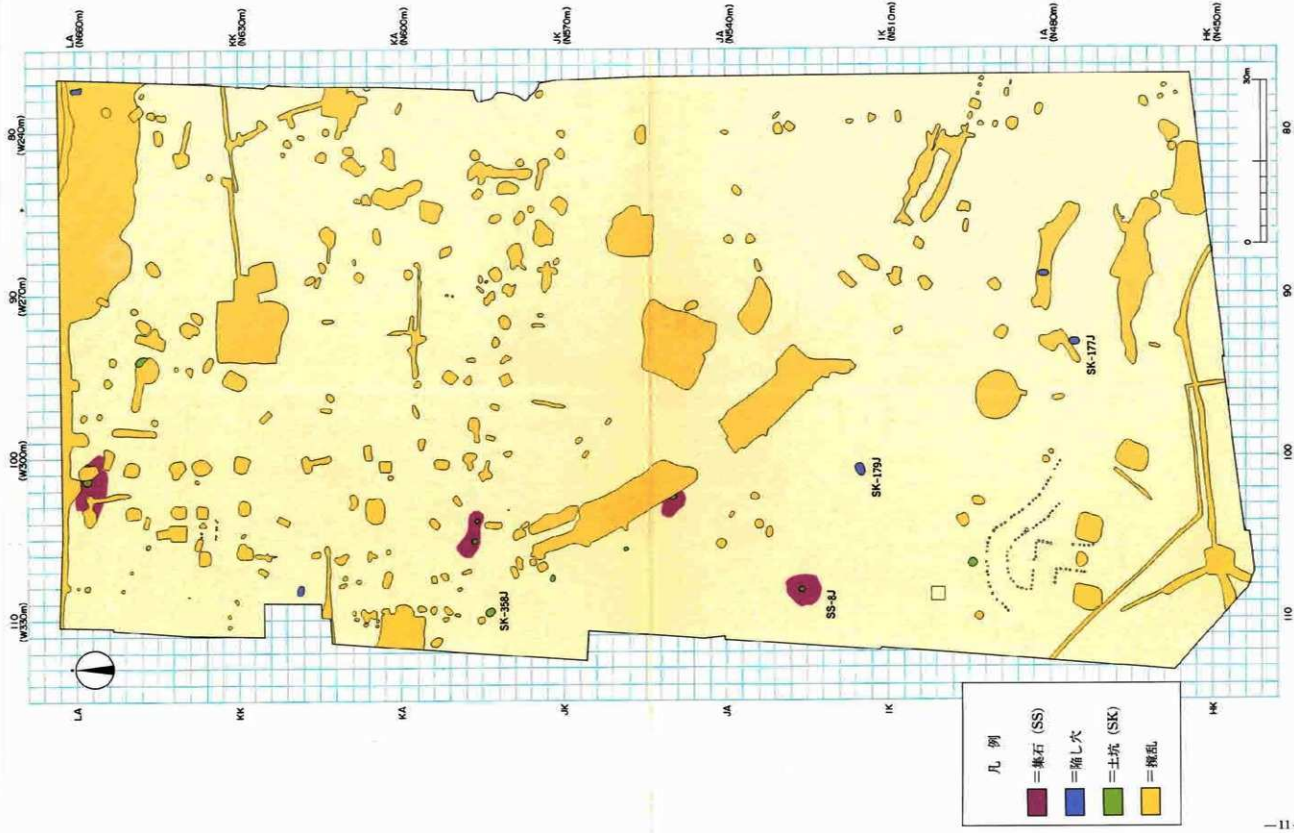 LA
(N660m)
KK
(N630m)
KA
(N600m)
JK
(N570m)
JA
(N540m)
IK
(N510m)
IA
(N480m)
HK
(N450m)
80
(W240m)
90
(W270m)
100
(W300m)
110
(W330m)
LA
KK
KA
JK
JA
IK
HK
80
90
100
110
0
30m
SK-358J
SS-8J
SK-179J
SK-177J
凡例
=集石 (SS)
=陥し穴
=土坑 (SK)
=攪乱
—11